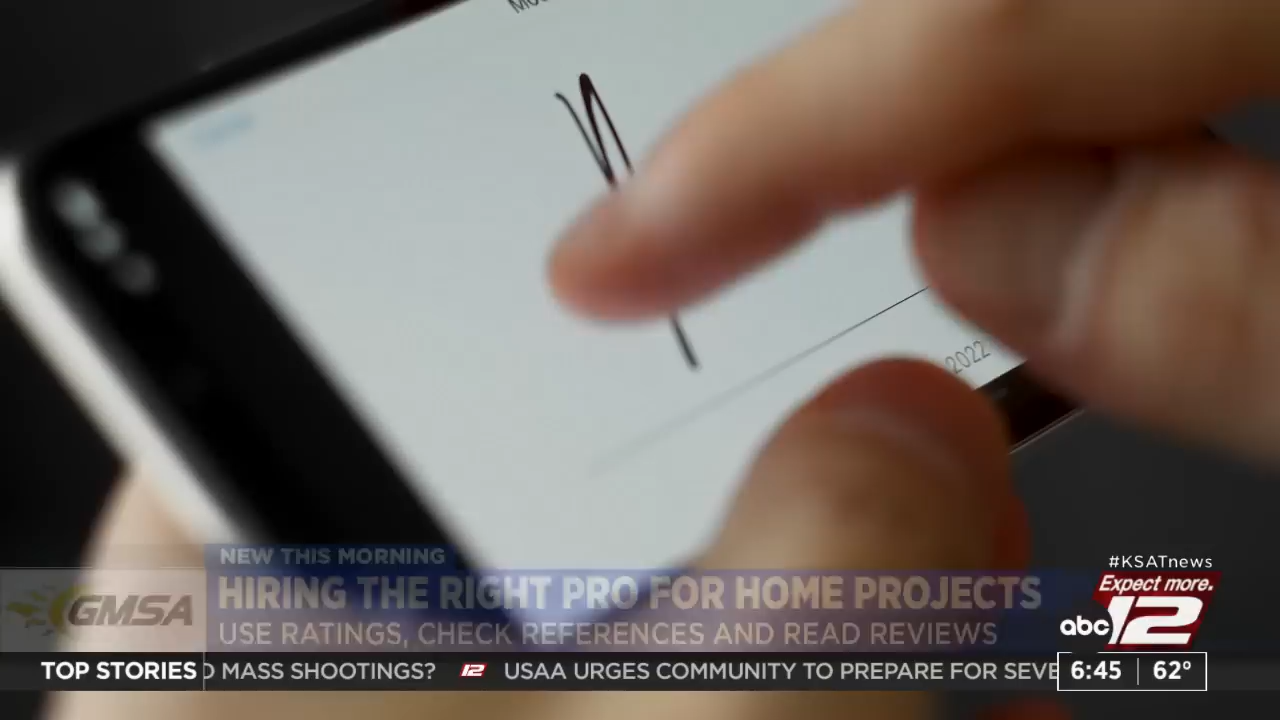 2022
NEW THIS MORNING
HIRING THE RIGHT PRO FOR HOME PROJECTS
USE RATINGS, CHECK REFERENCES AND READ REVIEWS
GMSA
#KSATnews
Expect more.
abc 12
TOP STORIES
MASS SHOOTINGS? 12 USAA URGES COMMUNITY TO PREPARE FOR SEVE
6:45 62°